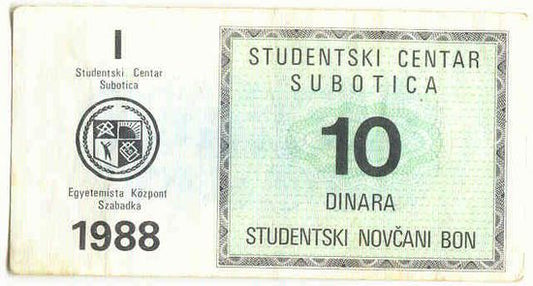 I
Studentski Centar
Subotica
Egyetemista Központ
Szabadka
1988
STUDENTSKI CENTAR
SUBOTICA
10
DINARA
STUDENTSKI NOVČANI BON